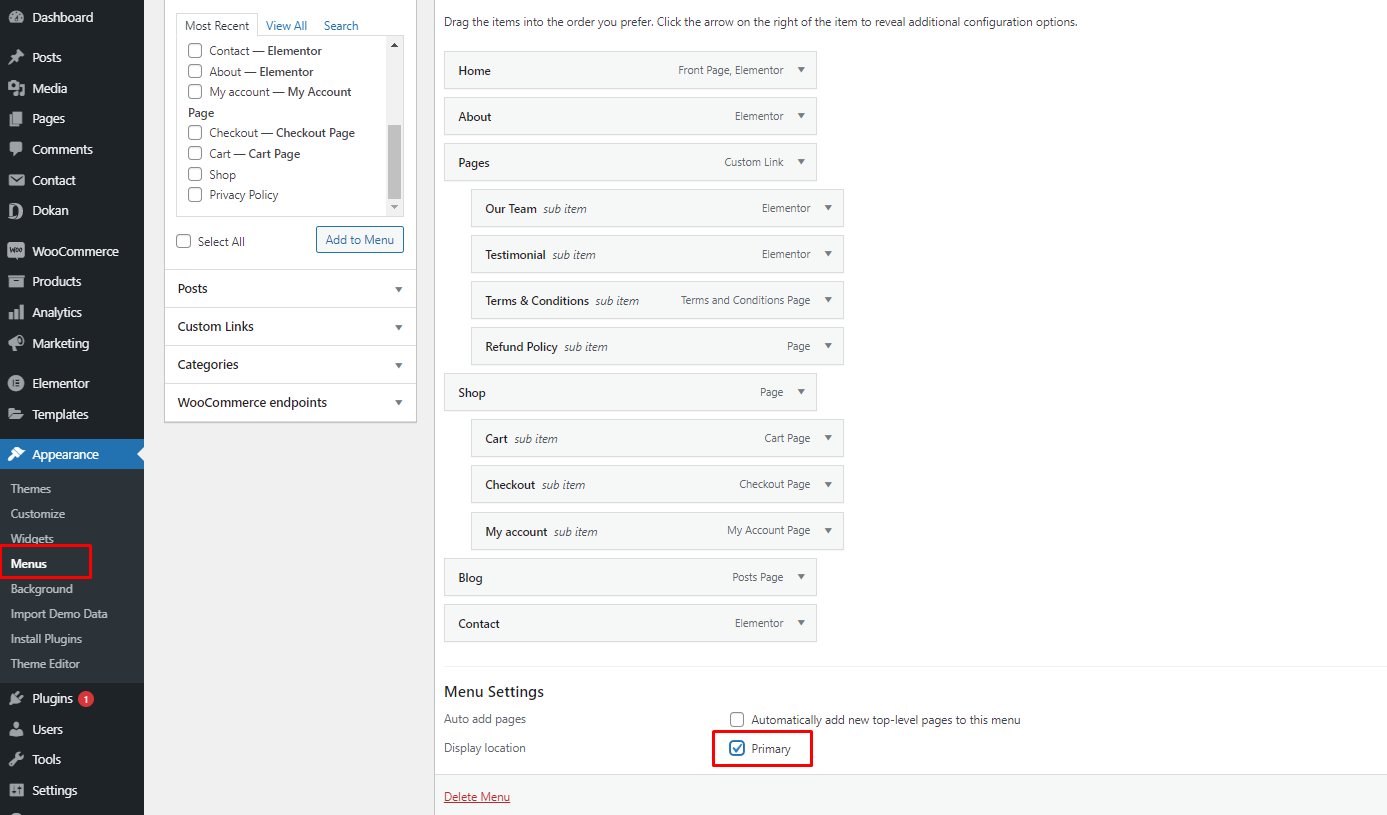 Dashboard
Posts
Media
Pages
Comments
Contact
Dokan
WooCommerce
Products
Analytics
Marketing
Elementor
Templates
Appearance
Themes
Customize
Widgets
Menus
Background
Import Demo Data
Install Plugins
Theme Editor
Plugins 1
Users
Tools
Settings
Most Recent View All Search
Contact — Elementor
About — Elementor
My account — My Account
Page
Checkout — Checkout Page
Cart — Cart Page
Shop
Privacy Policy
Select All Add to Menu
Posts
Custom Links
Categories
WooCommerce endpoints
Drag the items into the order you prefer. Click the arrow on the right of the item to reveal additional configuration options.
Home Front Page, Elementor
About Elementor
Pages Custom Link
Our Team sub item Elementor
Testimonial sub item Elementor
Terms & Conditions sub item Terms and Conditions Page
Refund Policy sub item Page
Shop Page
Cart sub item Cart Page
Checkout sub item Checkout Page
My account sub item My Account Page
Blog Posts Page
Contact Elementor
Menu Settings
Auto add pages Automatically add new top-level pages to this menu
Display location Primary
Delete Menu